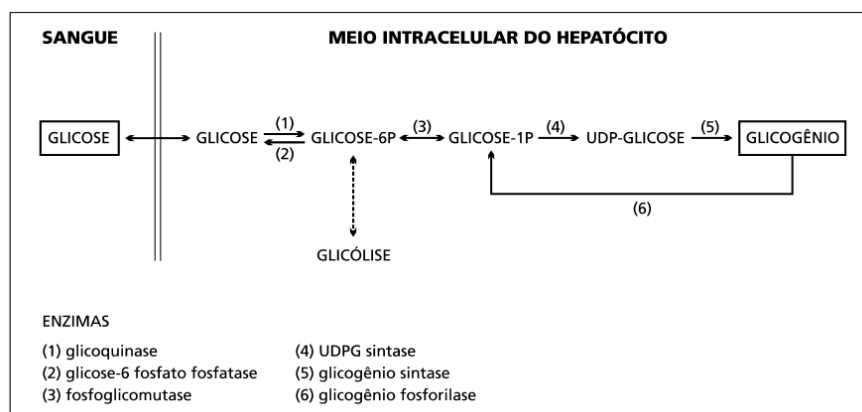 SANGUE MEIO INTRACELULAR DO HEPATÓCITO
(1) (3) (4) (5)
GLICOSE GLICOSE GLICOSE-6P GLICOSE-1P UDP-GLICOSE GLICOGÊNIO
(2)
(6)
GLICÓLISE
ENZIMAS
(1) glicoquinase (4) UDPG sintase
(2) glicose-6 fosfato fosfatase (5) glicogênio sintase
(3) fosfoglicomutase (6) glicogênio fosforilase